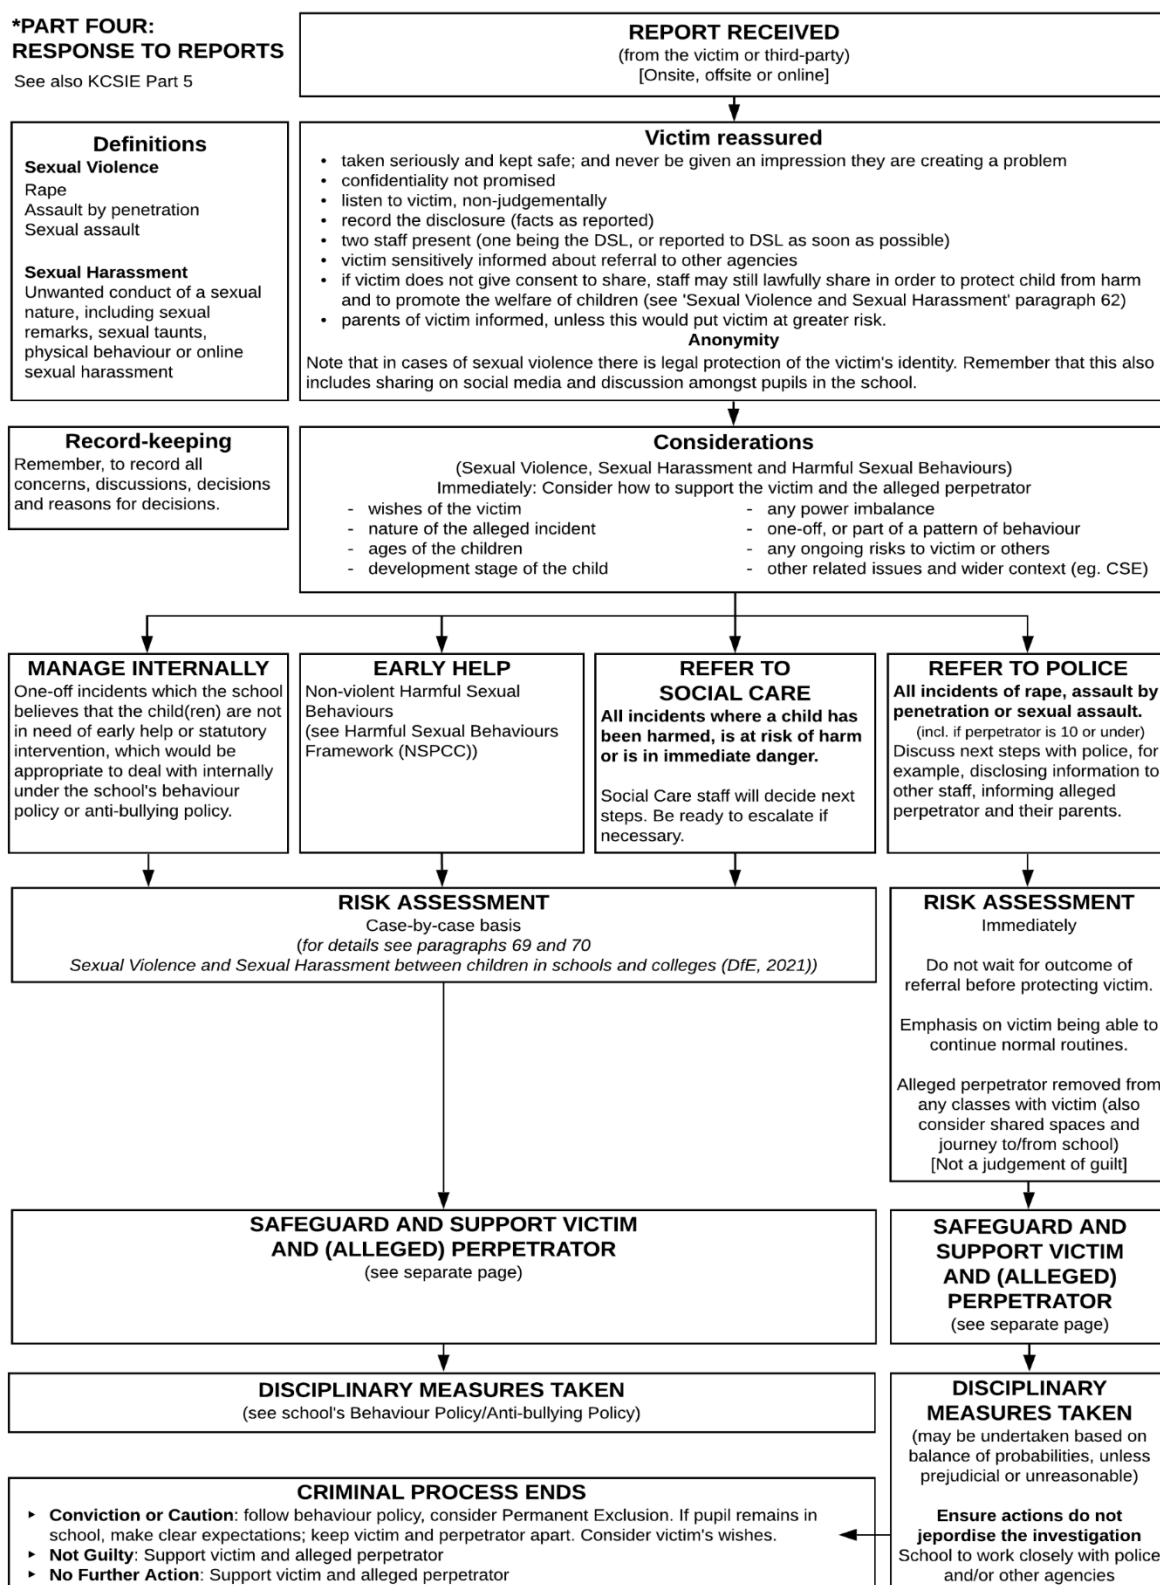 *PART FOUR:
RESPONSE TO REPORTS
See also KCSIE Part 5
REPORT RECEIVED
(from the victim or third-party)
[Onsite, offsite or online]
Definitions
Sexual Violence
Rape
Assault by penetration
Sexual assault
Sexual Harassment
Unwanted conduct of a sexual
nature, including sexual
remarks, sexual taunts,
physical behaviour or online
sexual harassment
Victim reassured
• taken seriously and kept safe; and never be given an impression they are creating a problem
• confidentiality not promised
• listen to victim, non-judgementally
• record the disclosure (facts as reported)
• two staff present (one being the DSL, or reported to DSL as soon as possible)
• victim sensitively informed about referral to other agencies
• if victim does not give consent to share, staff may still lawfully share in order to protect child from harm
and to promote the welfare of children (see 'Sexual Violence and Sexual Harassment' paragraph 62)
• parents of victim informed, unless this would put victim at greater risk.
Anonymity
Note that in cases of sexual violence there is legal protection of the victim's identity. Remember that this also
includes sharing on social media and discussion amongst pupils in the school.
Record-keeping
Remember, to record all
concerns, discussions, decisions
and reasons for decisions.
Considerations
(Sexual Violence, Sexual Harassment and Harmful Sexual Behaviours)
Immediately: Consider how to support the victim and the alleged perpetrator
- wishes of the victim
- nature of the alleged incident
- ages of the children
- development stage of the child
- any power imbalance
- one-off, or part of a pattern of behaviour
- any ongoing risks to victim or others
- other related issues and wider context (eg. CSE)
MANAGE INTERNALLY
One-off incidents which the school
believes that the child(ren) are not
in need of early help or statutory
intervention, which would be
appropriate to deal with internally
under the school's behaviour
policy or anti-bullying policy.
EARLY HELP
Non-violent Harmful Sexual
Behaviours
(see Harmful Sexual Behaviours
Framework (NSPCC))
REFER TO
SOCIAL CARE
All incidents where a child has
been harmed, is at risk of harm
or is in immediate danger.
Social Care staff will decide next
steps. Be ready to escalate if
necessary.
REFER TO POLICE
All incidents of rape, assault by
penetration or sexual assault.
(incl. if perpetrator is 10 or under)
Discuss next steps with police, for
example, disclosing information to
other staff, informing alleged
perpetrator and their parents.
RISK ASSESSMENT
Case-by-case basis
(for details see paragraphs 69 and 70
Sexual Violence and Sexual Harassment between children in schools and colleges (DfE, 2021))
RISK ASSESSMENT
Immediately
Do not wait for outcome of
referral before protecting victim.
Emphasis on victim being able to
continue normal routines.
Alleged perpetrator removed from
any classes with victim (also
consider shared spaces and
journey to/from school)
[Not a judgement of guilt]
SAFEGUARD AND SUPPORT VICTIM
AND (ALLEGED) PERPETRATOR
(see separate page)
SAFEGUARD AND
SUPPORT VICTIM
AND (ALLEGED)
PERPETRATOR
(see separate page)
DISCIPLINARY MEASURES TAKEN
(see school's Behaviour Policy/Anti-bullying Policy)
DISCIPLINARY
MEASURES TAKEN
(may be undertaken based on
balance of probabilities, unless
prejudicial or unreasonable)
Ensure actions do not
jepordise the investigation
School to work closely with police
and/or other agencies
CRIMINAL PROCESS ENDS
▸ Conviction or Caution: follow behaviour policy, consider Permanent Exclusion. If pupil remains in
school, make clear expectations; keep victim and perpetrator apart. Consider victim's wishes.
▸ Not Guilty: Support victim and alleged perpetrator
▸ No Further Action: Support victim and alleged perpetrator